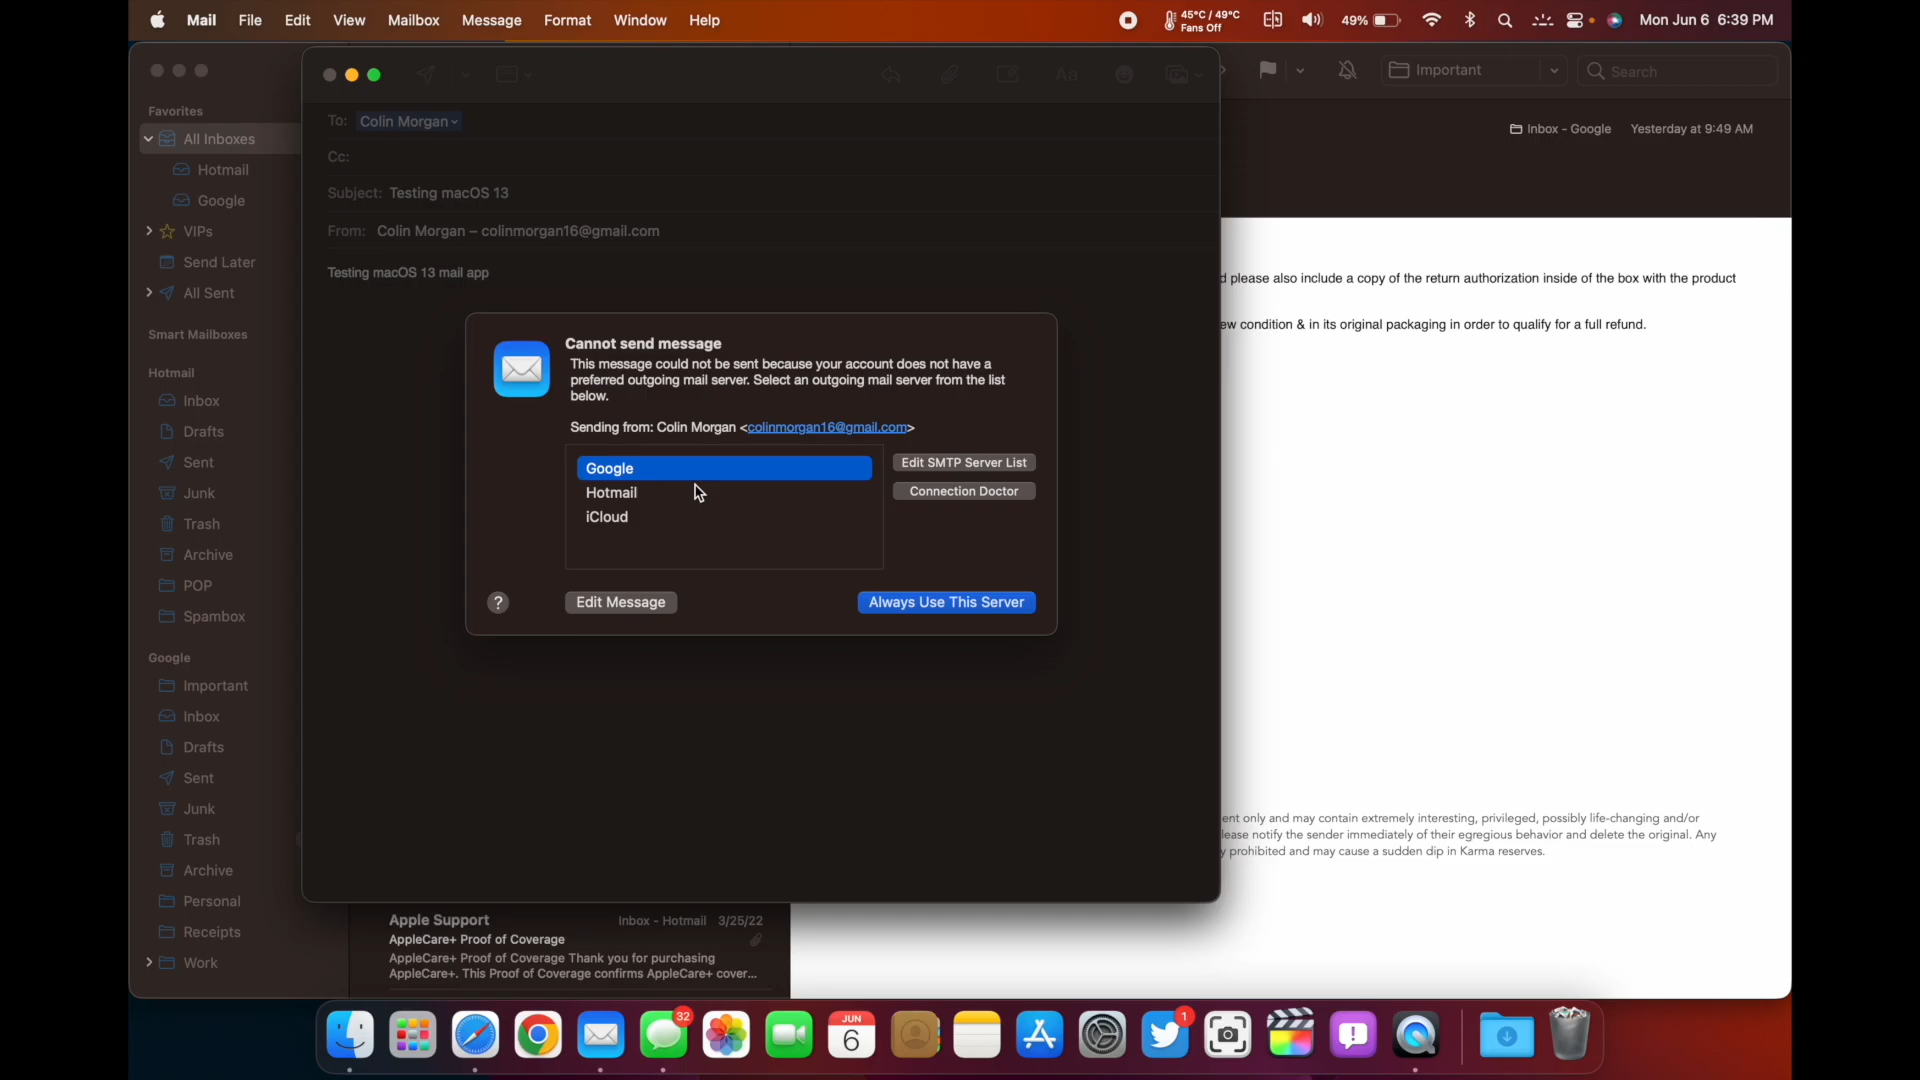 Mail File Edit View Mailbox Message Format Window Help
45°C / 49°C
Fans Off
49%
Mon Jun 6 6:39 PM
Favorites
All Inboxes
Hotmail
Google
VIPs
Send Later
All Sent
Smart Mailboxes
Hotmail
Inbox
Drafts
Sent
Junk
Trash
Archive
POP
Spambox
Google
Important
Inbox
Drafts
Sent
Junk
Trash
Archive
Personal
Receipts
Work
Aa
To: Colin Morgan
Cc:
Subject: Testing macOS 13
From: Colin Morgan – colinmorgan16@gmail.com
Testing macOS 13 mail app
Cannot send message
This message could not be sent because your account does not have a
preferred outgoing mail server. Select an outgoing mail server from the list
below.
Sending from: Colin Morgan <colinmorgan16@gmail.com>
Google
Hotmail
iCloud
Edit SMTP Server List
Connection Doctor
?
Edit Message
Always Use This Server
Important
Search
Inbox - Google Yesterday at 9:49 AM
d please also include a copy of the return authorization inside of the box with the product
ew condition & in its original packaging in order to qualify for a full refund.
ent only and may contain extremely interesting, privileged, possibly life-changing and/or
lease notify the sender immediately of their egregious behavior and delete the original. Any
y prohibited and may cause a sudden dip in Karma reserves.
Apple Support Inbox - Hotmail 3/25/22
AppleCare+ Proof of Coverage
AppleCare+ Proof of Coverage Thank you for purchasing
AppleCare+. This Proof of Coverage confirms AppleCare+ cover...
32
JUN
6
1